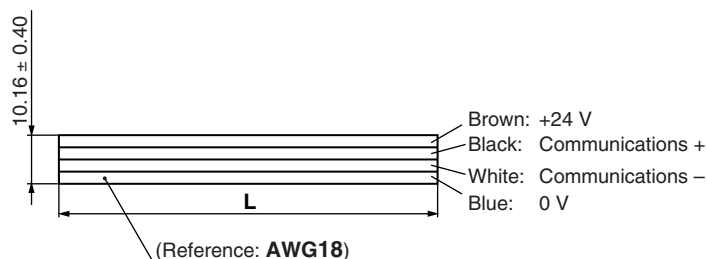 10.16 ± 0.40
Brown: +24 V
Black: Communications +
White: Communications –
Blue: 0 V
L
(Reference: AWG18)